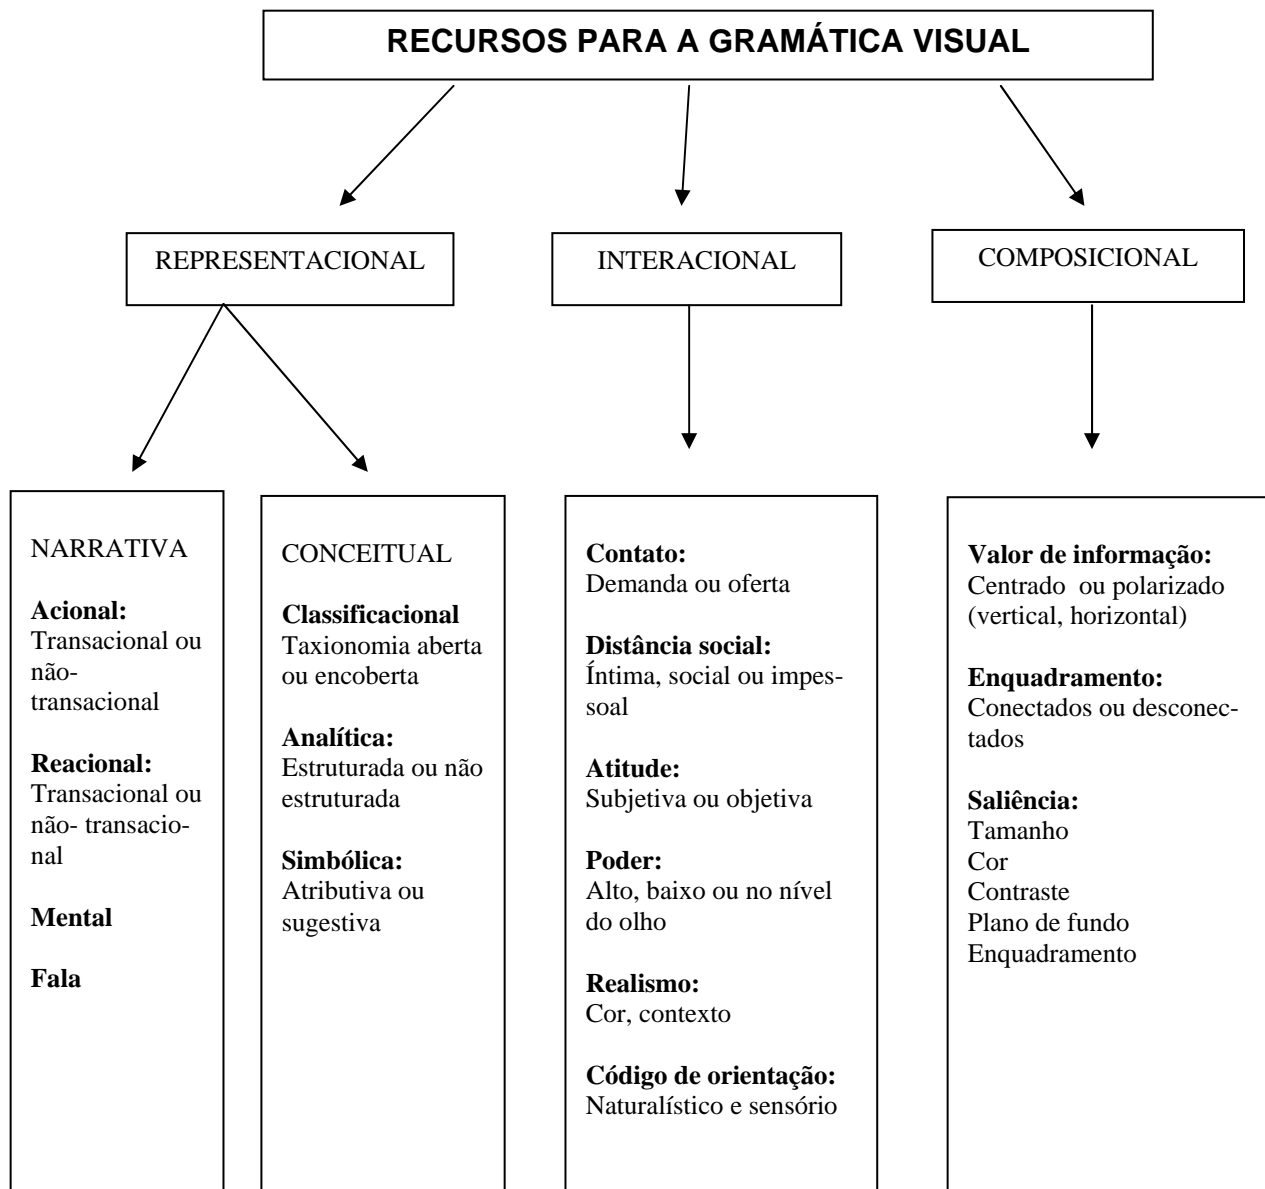 RECURSOS PARA A GRAMÁTICA VISUAL
REPRESENTACIONAL
INTERACIONAL
COMPOSICIONAL
NARRATIVA
Acional:
Transacional ou
não-
transacional
Reacional:
Transacional ou
não- transacio-
nal
Mental
Fala
CONCEITUAL
Classificacional
Taxionomia aberta
ou encoberta
Analítica:
Estruturada ou não
estruturada
Simbólica:
Atributiva ou
sugestiva
Contato:
Demanda ou oferta
Distância social:
Íntima, social ou impes-
soal
Atitude:
Subjetiva ou objetiva
Poder:
Alto, baixo ou no nível
do olho
Realismo:
Cor, contexto
Código de orientação:
Naturalístico e sensório
Valor de informação:
Centrado ou polarizado
(vertical, horizontal)
Enquadramento:
Conectados ou desconec-
tados
Saliência:
Tamanho
Cor
Contraste
Plano de fundo
Enquadramento